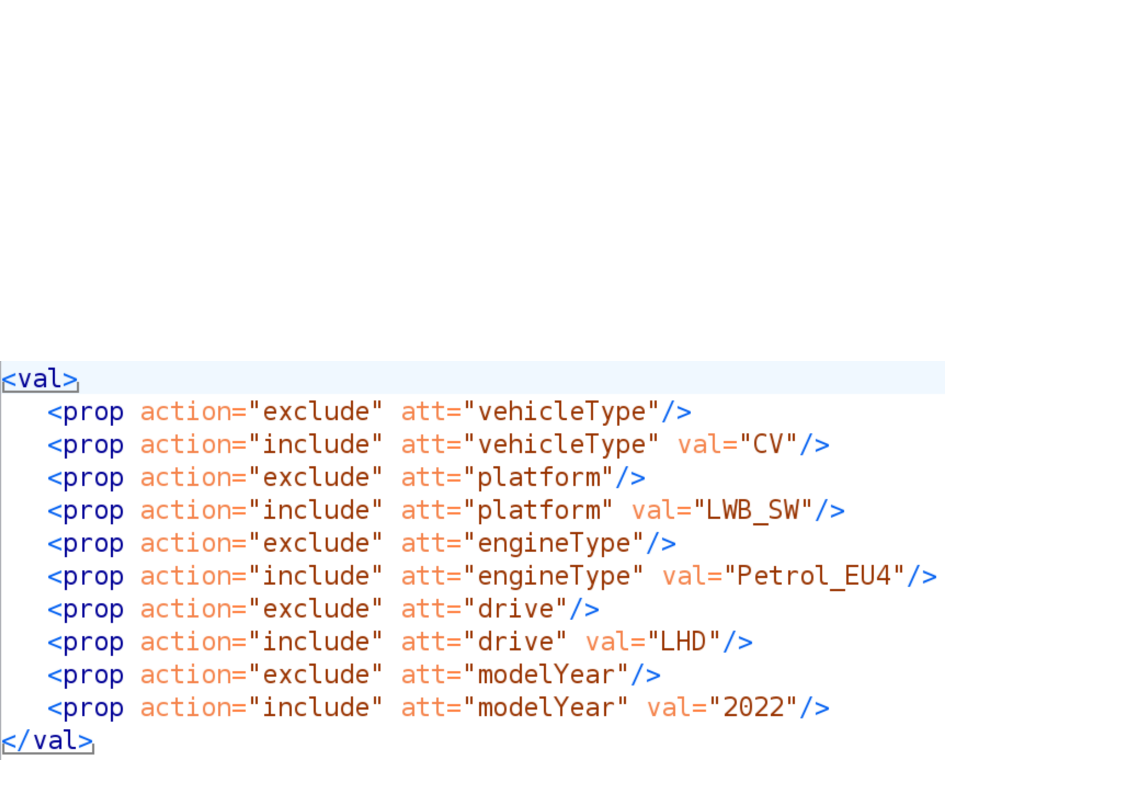 <val>
   <prop action="exclude" att="vehicleType"/>
   <prop action="include" att="vehicleType" val="CV"/>
   <prop action="exclude" att="platform"/>
   <prop action="include" att="platform" val="LWB_SW"/>
   <prop action="exclude" att="engineType"/>
   <prop action="include" att="engineType" val="Petrol_EU4"/>
   <prop action="exclude" att="drive"/>
   <prop action="include" att="drive" val="LHD"/>
   <prop action="exclude" att="modelYear"/>
   <prop action="include" att="modelYear" val="2022"/>
</val>